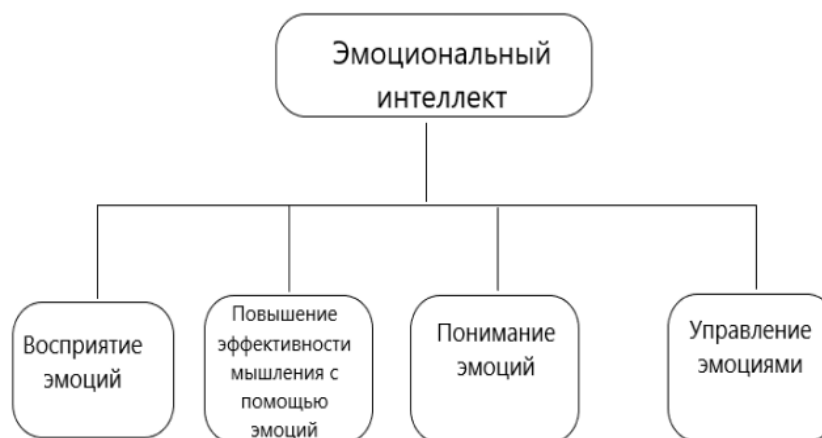 Эмоциональный
интеллект
Восприятие
эмоций
Повышение
эффективности
мышления с
помощью
эмоций
Понимание
эмоций
Управление
эмоциями